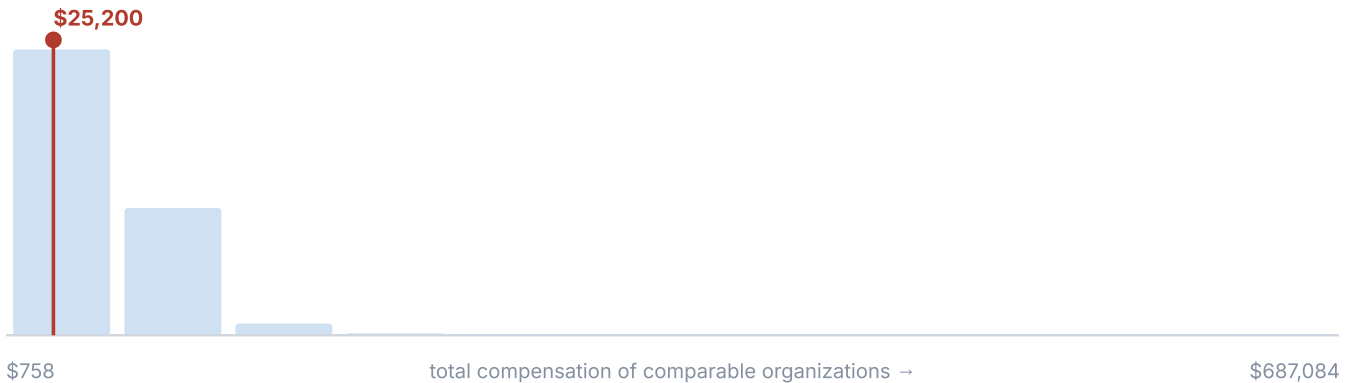 $25,200
$758
total compensation of comparable organizations →
$687,084